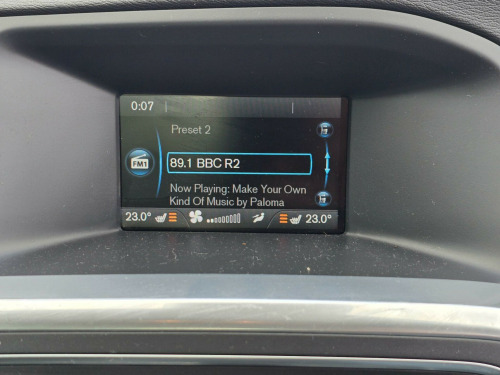 0:07
Preset 2
FM1
89.1 BBC R2
Now Playing: Make Your Own
Kind Of Music by Paloma
23.0° 23.0°